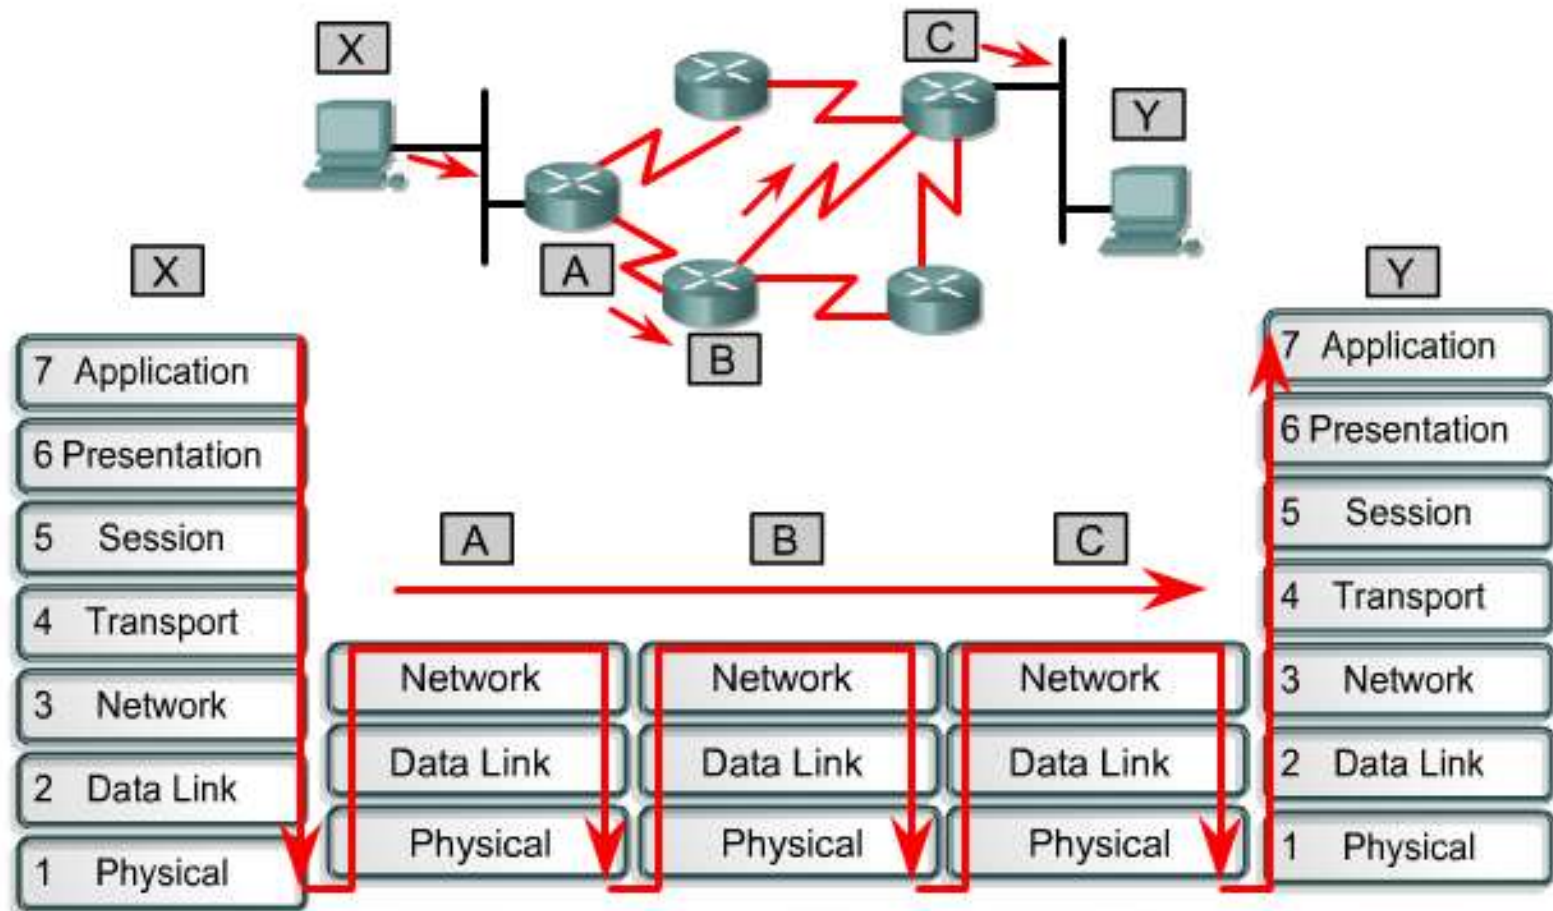 X
C
Y
A
B
X
7 Application
6 Presentation
5 Session
4 Transport
3 Network
2 Data Link
1 Physical
A
Network
Data Link
Physical
B
Network
Data Link
Physical
C
Network
Data Link
Physical
Y
7 Application
6 Presentation
5 Session
4 Transport
3 Network
2 Data Link
1 Physical